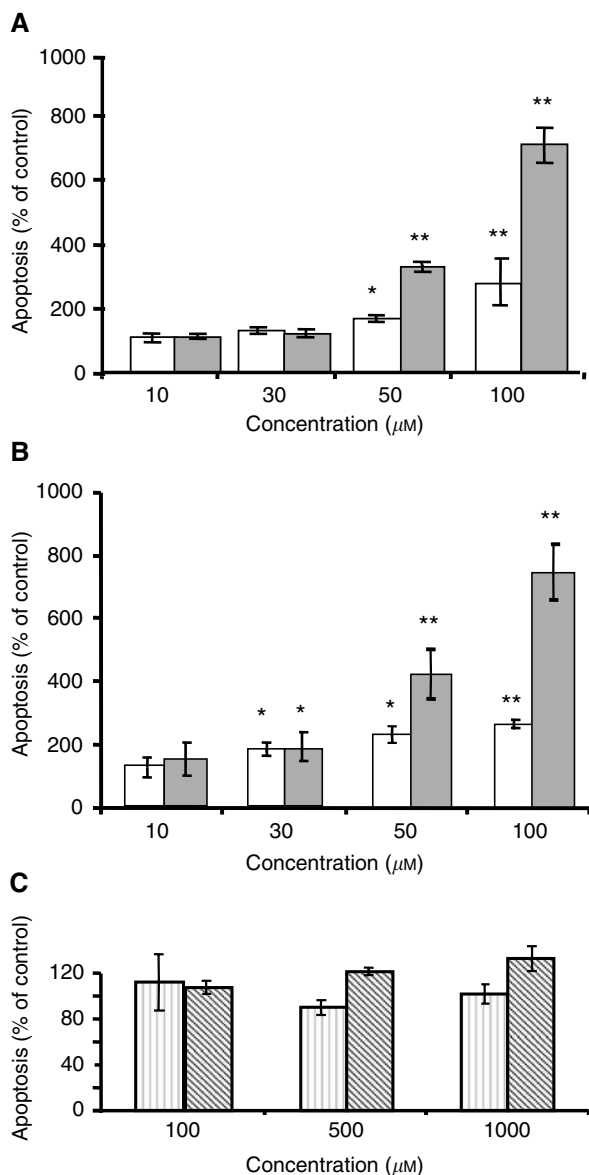 A
1000
800
600
400
200
0
Apoptosis (% of control)
**
**
**
*
10 30 50 100
Concentration (μM)
B
1000
800
600
400
200
0
Apoptosis (% of control)
**
**
* * * **
10 30 50 100
Concentration (μM)
C
120
80
40
0
Apoptosis (% of control)
100 500 1000
Concentration (μM)